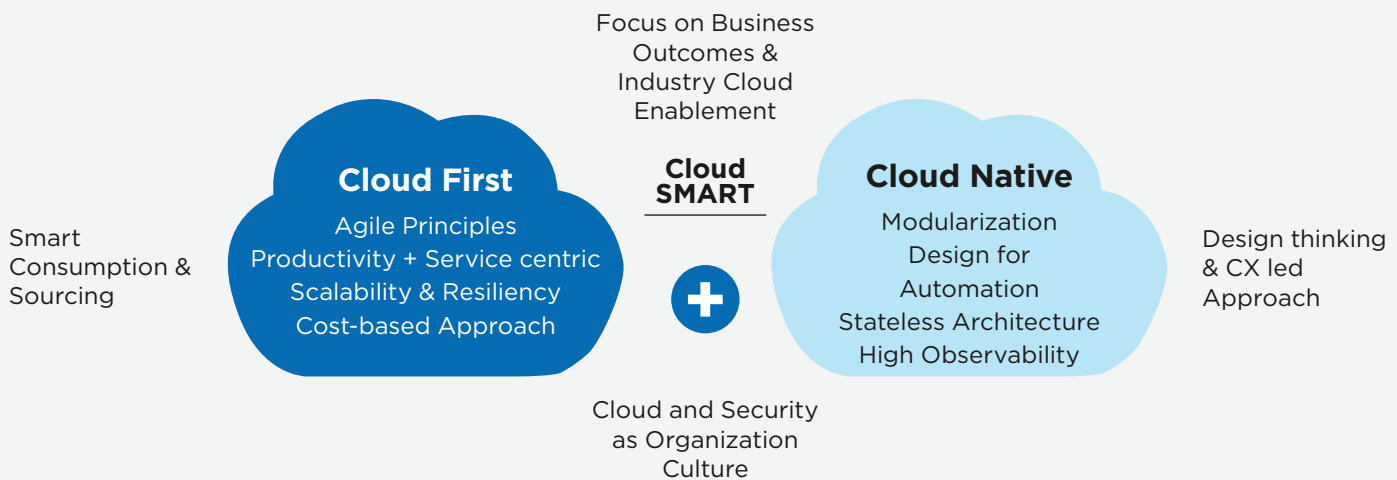 Focus on Business
Outcomes &
Industry Cloud
Enablement
Smart
Consumption &
Sourcing
Cloud First
Agile Principles
Productivity + Service centric
Scalability & Resiliency
Cost-based Approach
Cloud
SMART
+
Cloud Native
Modularization
Design for
Automation
Stateless Architecture
High Observability
Design thinking
& CX led
Approach
Cloud and Security
as Organization
Culture